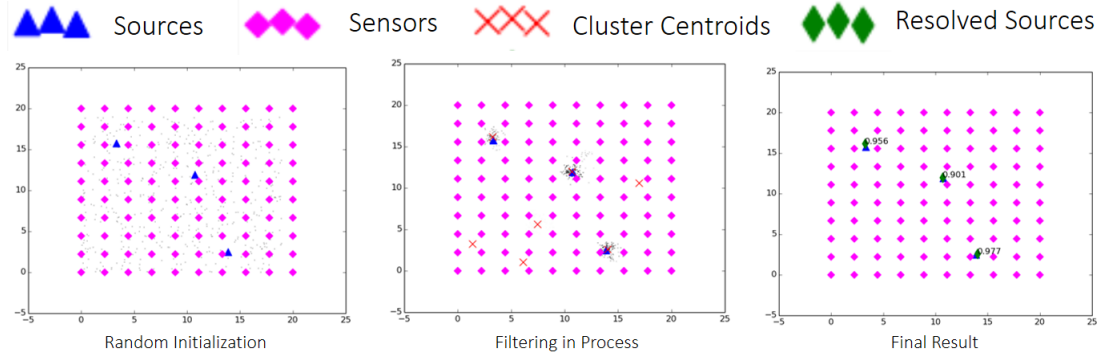 Sources Sensors Cluster Centroids Resolved Sources
25 25 25
20 20 20
15 15 15
10 10 10
5 5 5
0 0 0
−5 −5 −5
−5 0 5 10 15 20 25 −5 0 5 10 15 20 25 −5 0 5 10 15 20 25
0.956
0.901
0.977
Random Initialization Filtering in Process Final Result